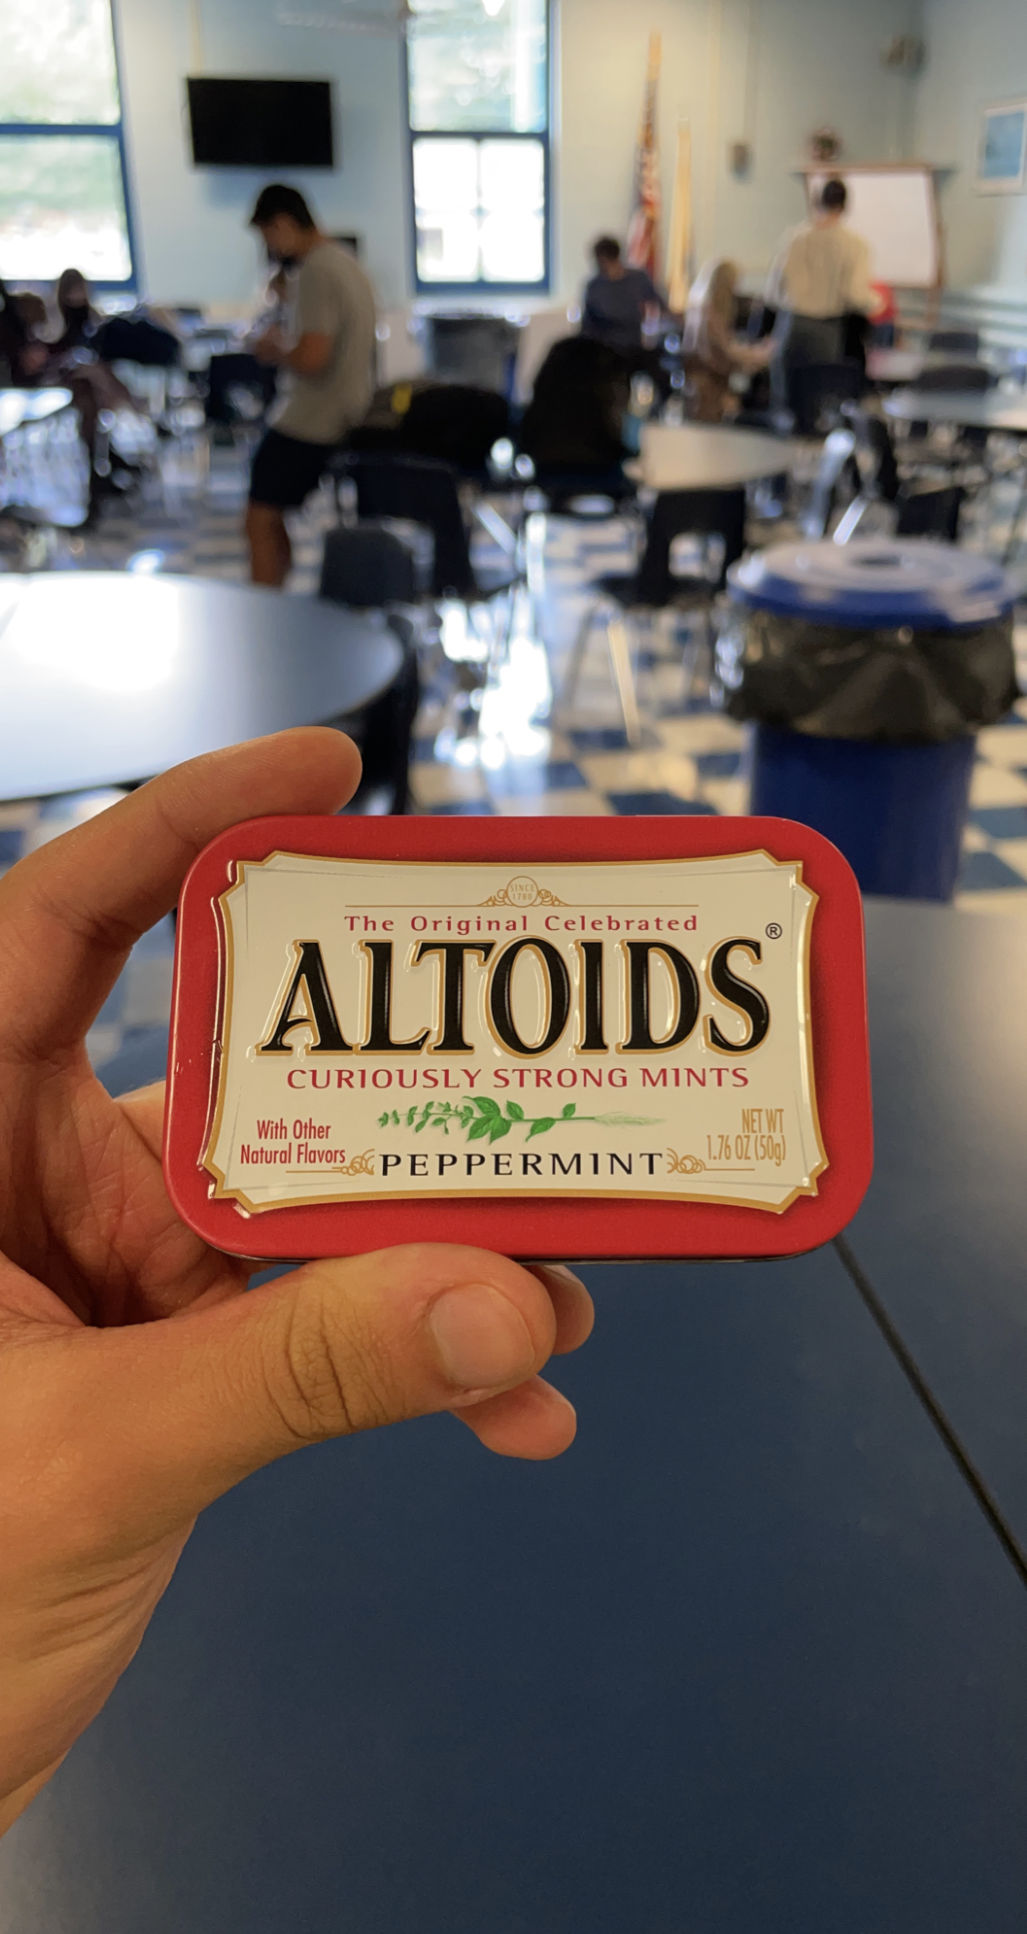 SINCE
1780
The Original Celebrated
ALTOIDS®
CURIOUSLY STRONG MINTS
With Other
Natural Flavors
PEPPERMINT
NET WT
1.76 OZ (50g)